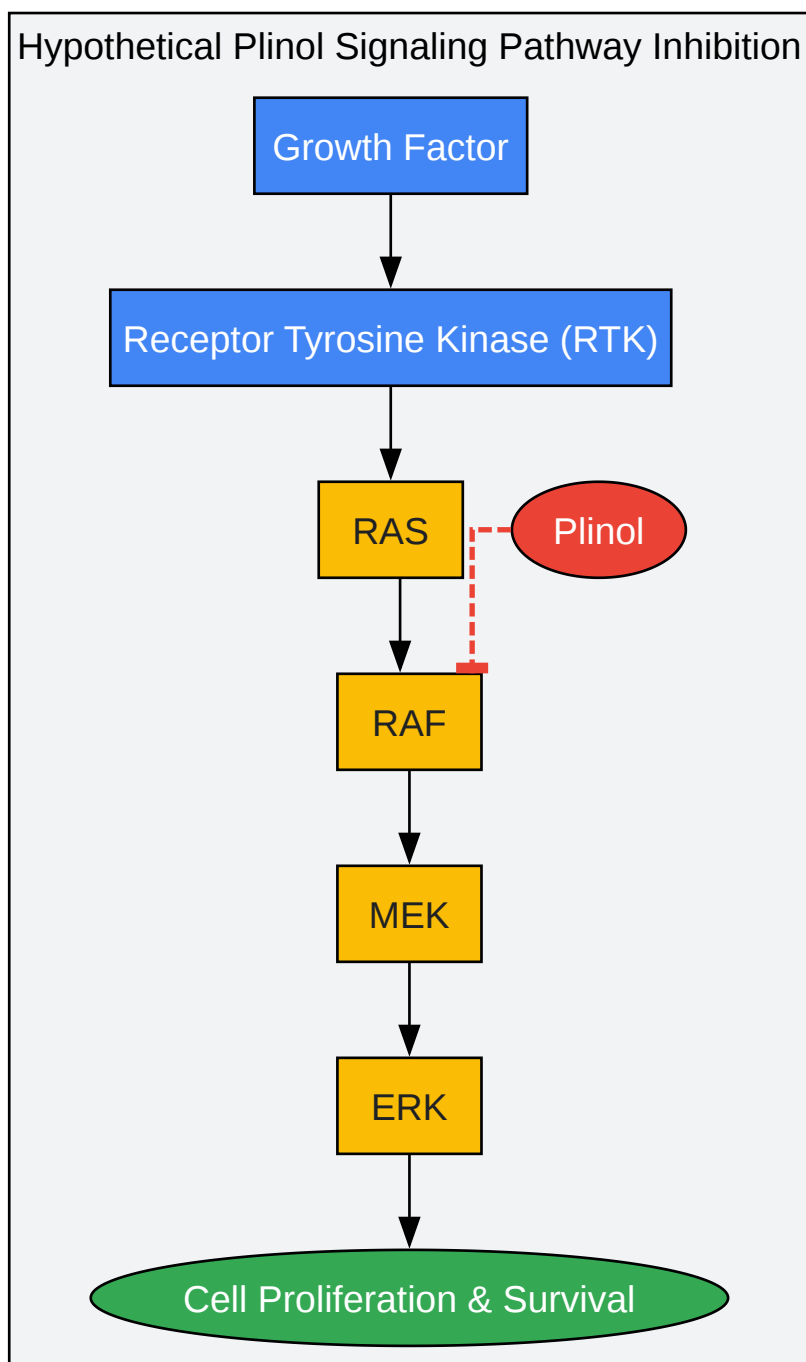 Hypothetical Plinol Signaling Pathway Inhibition
Growth Factor
Receptor Tyrosine Kinase (RTK)
RAS
Plinol
RAF
MEK
ERK
Cell Proliferation & Survival